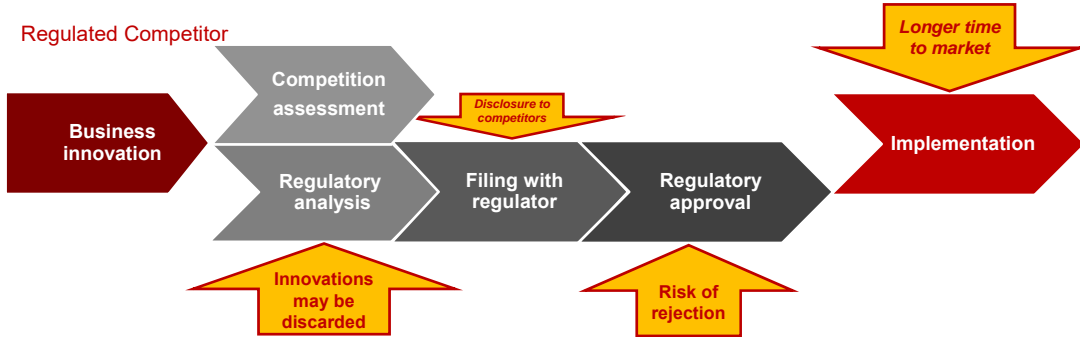 Regulated Competitor
Longer time
to market
Competition
assessment
Disclosure to
competitors
Business
innovation
Implementation
Regulatory
analysis
Filing with
regulator
Regulatory
approval
Innovations
may be
discarded
Risk of
rejection